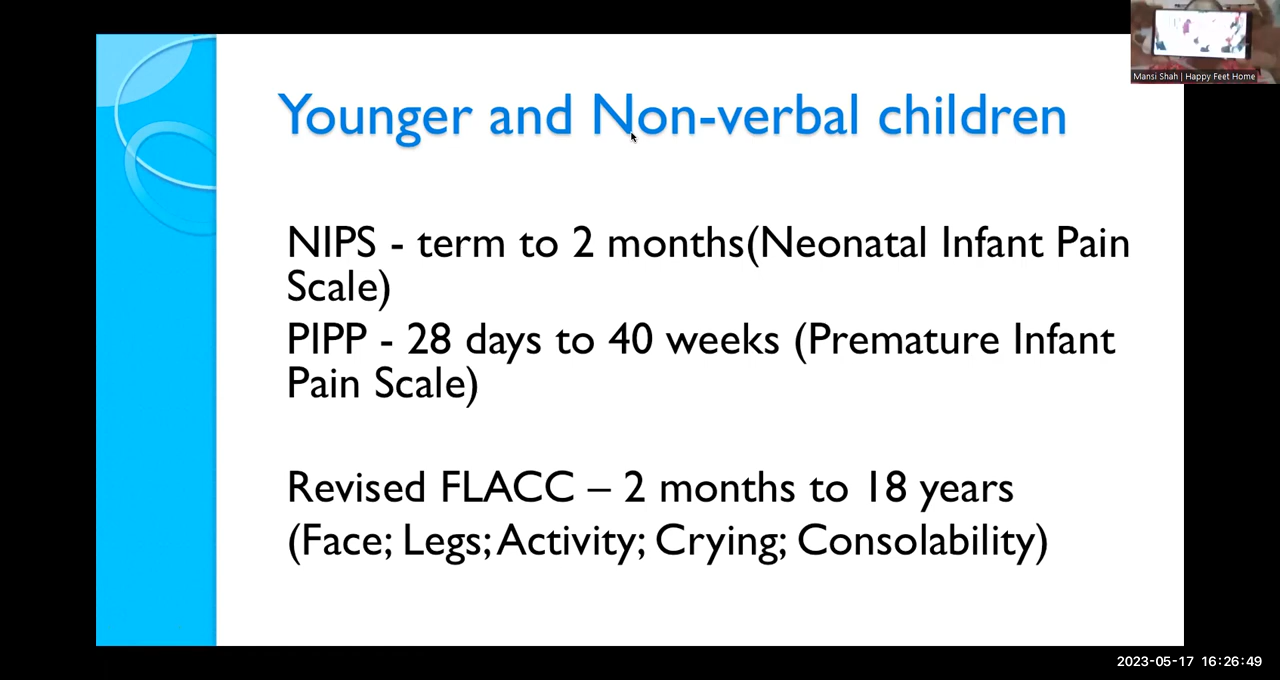 Mansi Shah | Happy Feet Home
Younger and Non-verbal children
NIPS - term to 2 months(Neonatal Infant Pain
Scale)
PIPP - 28 days to 40 weeks (Premature Infant
Pain Scale)
Revised FLACC – 2 months to 18 years
(Face; Legs; Activity; Crying; Consolability)
2023-05-17 16:26:49